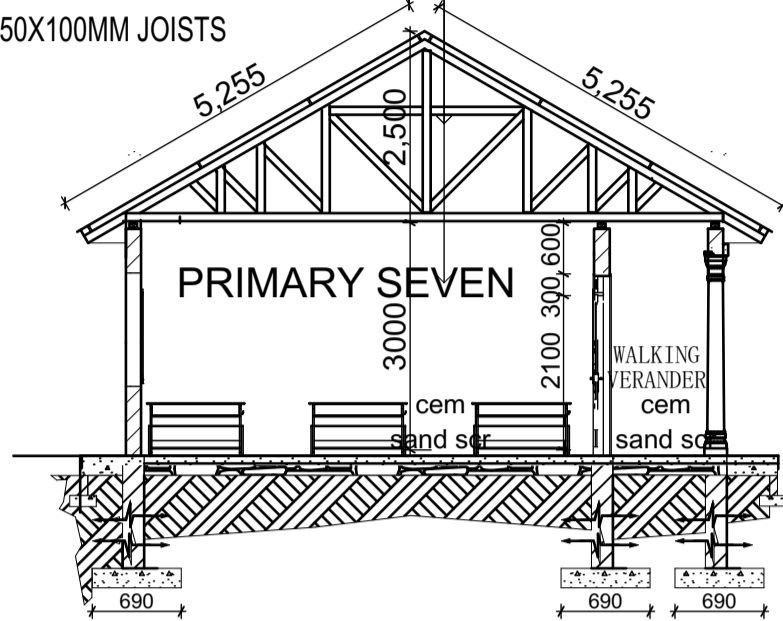 50X100MM JOISTS
5,255
5,255
2,500
600
PRIMARY SEVEN
300
3000
2100
WALKING
VERANDER
cem
sand scr
cem
sand sc
690
690
690